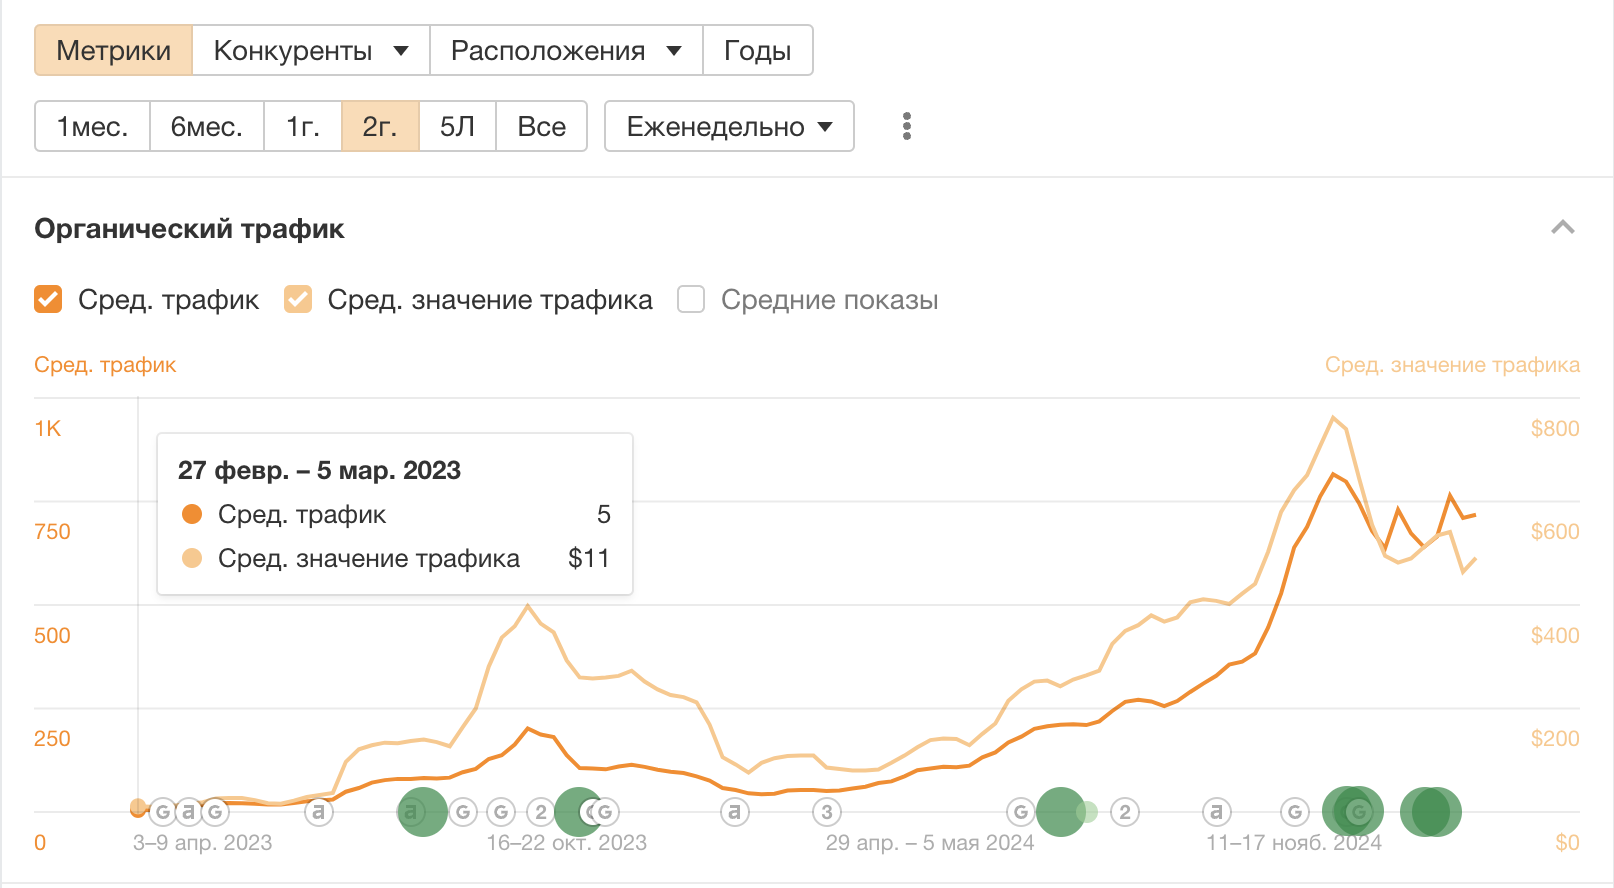 Метрики Конкуренты Расположения Годы
1мес. 6мес. 1г. 2г. 5Л Все Еженедельно
Органический трафик
Сред. трафик Сред. значение трафика Средние показы
Сред. трафик Сред. значение трафика
1K $800
27 февр. – 5 мар. 2023
Сред. трафик 5
750 $600
Сред. значение трафика $11
500 $400
250 $200
G a G a a G G 2 G a 3 G 2 a G G
0 3–9 апр. 2023 16–22 окт. 2023 29 апр. – 5 мая 2024 11–17 нояб. 2024 $0